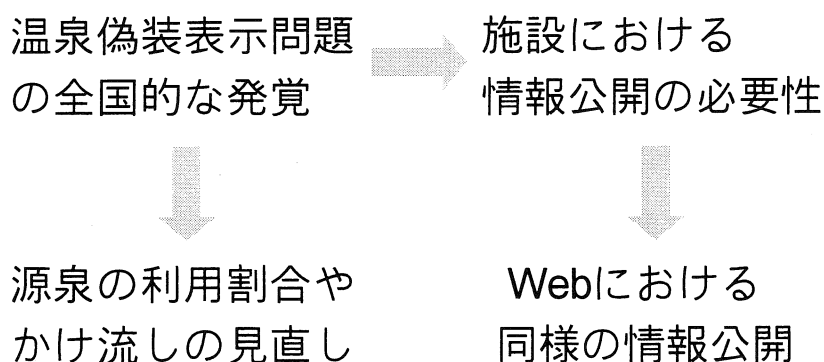 温泉偽装表示問題
の全国的な発覚
施設における
情報公開の必要性
源泉の利用割合や
かけ流しの見直し
Webにおける
同様の情報公開